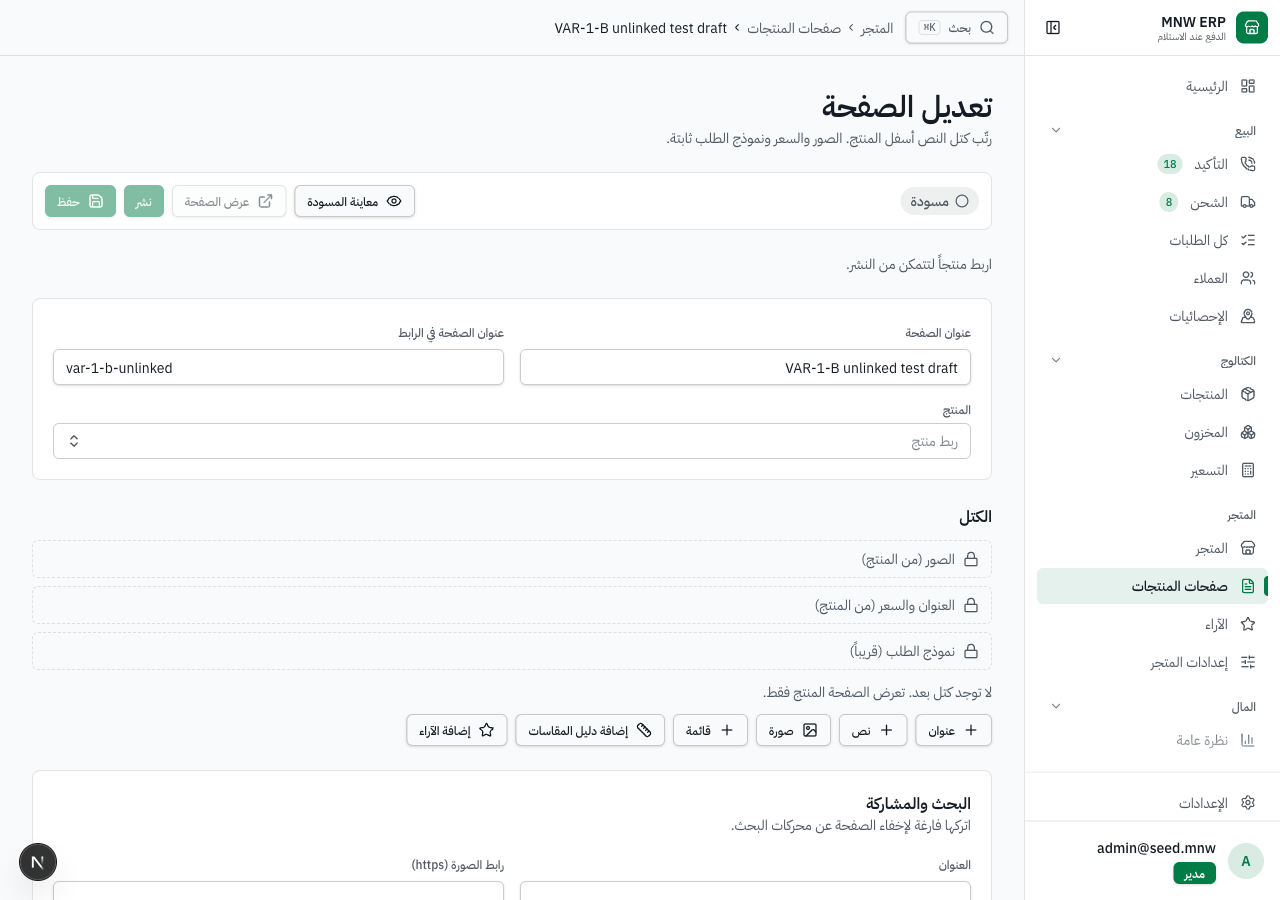 MNW ERP
الدفع عند الاستلام
الرئيسية
البيع
التأكيد 18
الشحن 8
كل الطلبات
العملاء
الإحصائيات
الكتالوج
المنتجات
المخزون
التسعير
المتجر
المتجر
صفحات المنتجات
الآراء
إعدادات المتجر
المال
نظرة عامة
الإعدادات
admin@seed.mnw
مدير
A
بحث ⌘K
المتجر › صفحات المنتجات › VAR-1-B unlinked test draft
تعديل الصفحة
رتّب كتل النص أسفل المنتج. الصور والسعر ونموذج الطلب ثابتة.
مسودة
معاينة المسودة
عرض الصفحة
نشر
حفظ
اربط منتجاً لتتمكن من النشر.
عنوان الصفحة
VAR-1-B unlinked test draft
عنوان الصفحة في الرابط
var-1-b-unlinked
المنتج
ربط منتج
الكتل
الصور (من المنتج)
العنوان والسعر (من المنتج)
نموذج الطلب (قريباً)
لا توجد كتل بعد. تعرض الصفحة المنتج فقط.
عنوان
نص
صورة
قائمة
إضافة دليل المقاسات
إضافة الآراء
البحث والمشاركة
اتركها فارغة لإخفاء الصفحة عن محركات البحث.
العنوان
رابط الصورة (https)
N